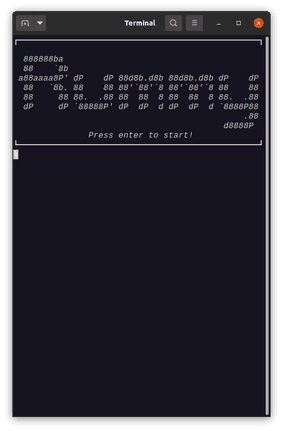 Terminal
 888888ba
 88    `8b
a88aaaa8P' dP    dP 88d8b.d8b 88d8b.d8b dP    dP
 88   `8b. 88    88 88'`88'`8 88'`88'`8 88    88
 88     88 88.  .88 88  88  8 88  88  8 88.  .88
 dP     dP `88888P' dP  dP  d dP  dP  d `8888P88
                                             .88
                                         d8888P
Press enter to start!